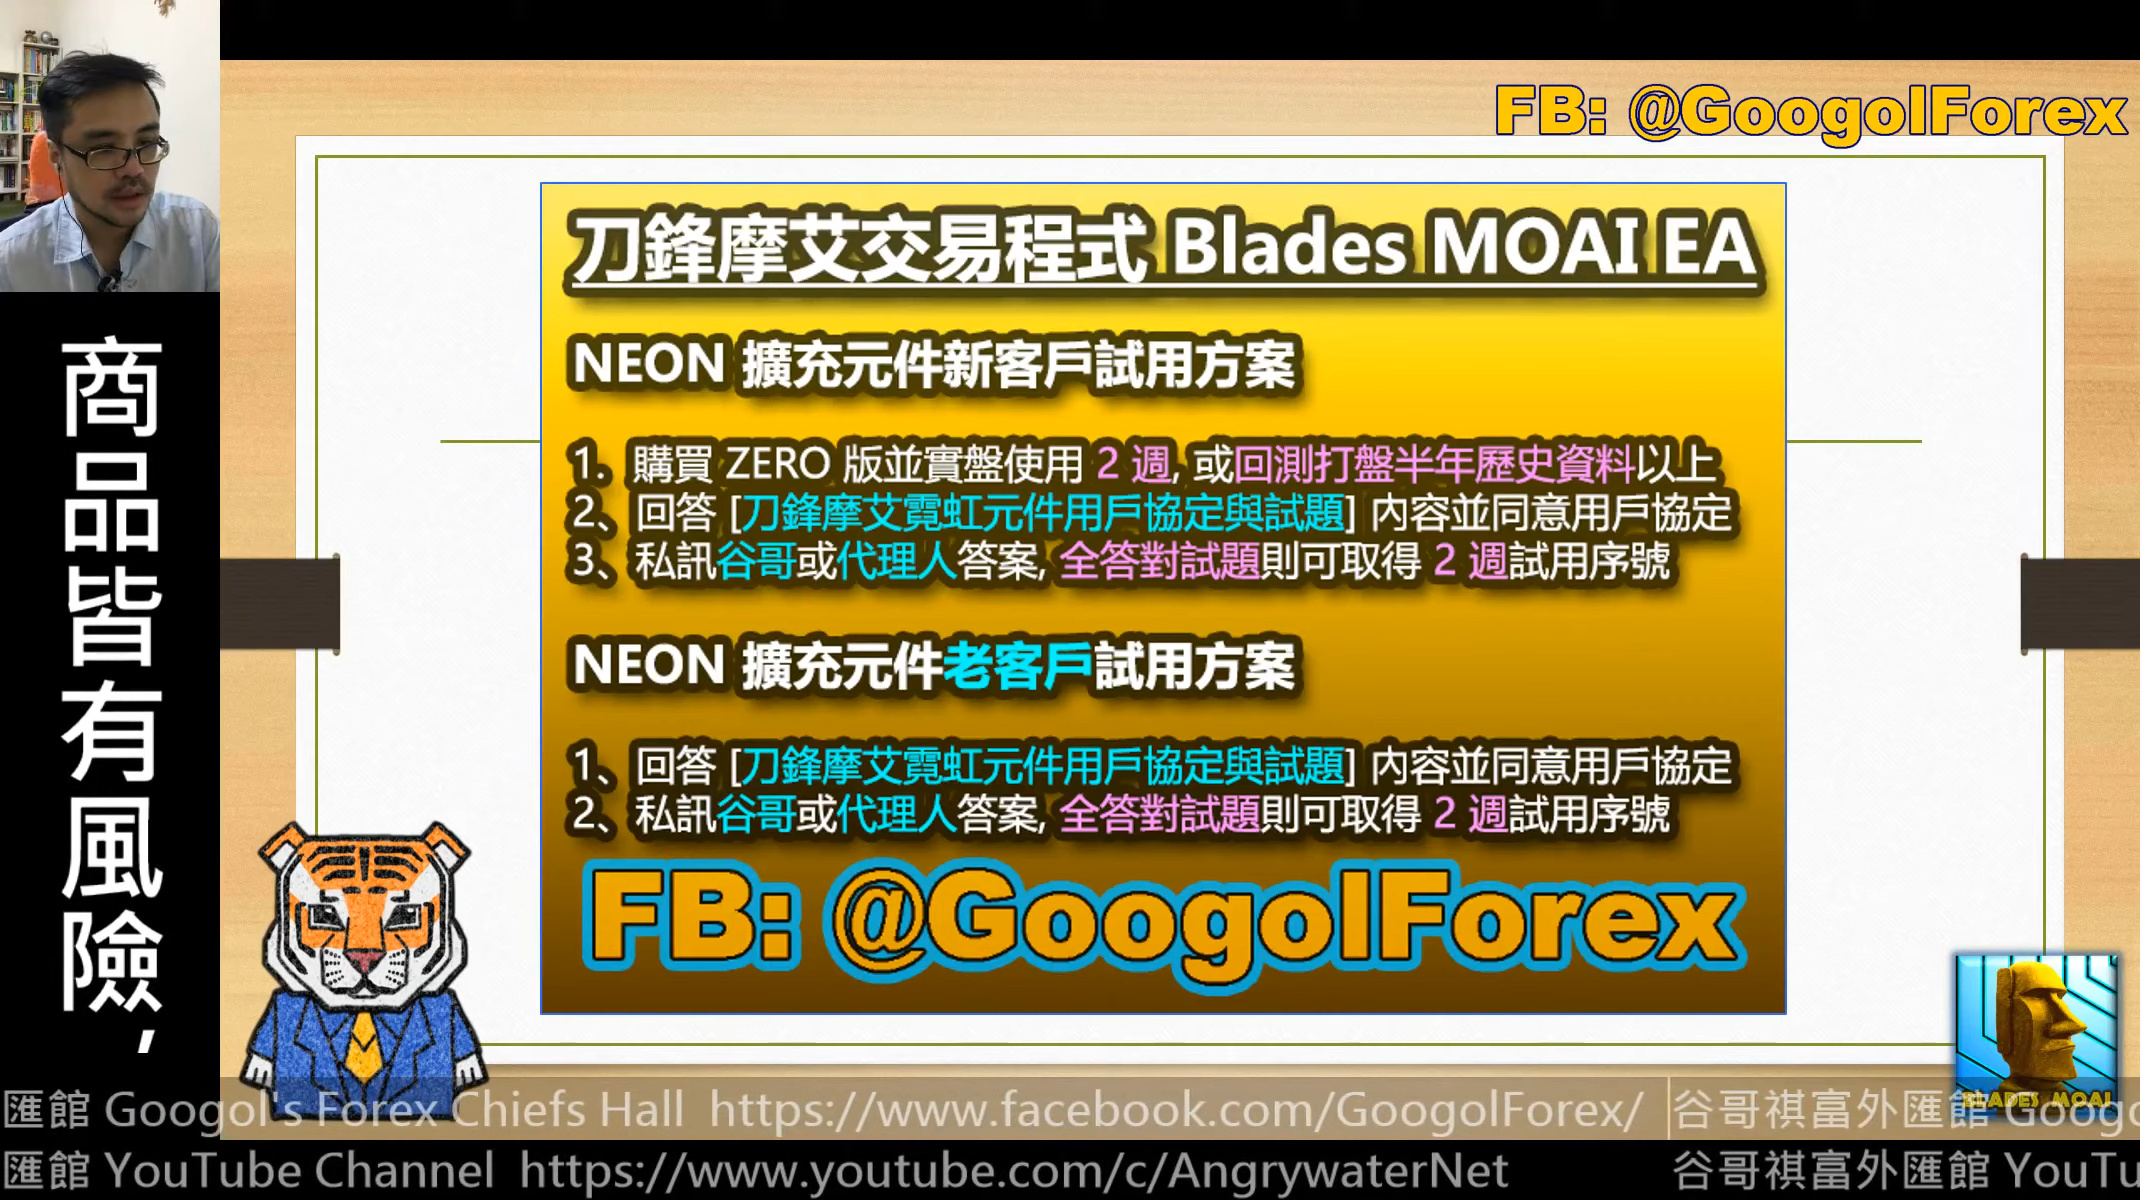 FB: @GoogolForex
刀鋒摩艾交易程式 Blades MOAI EA
NEON 擴充元件新客戶試用方案
1. 購買 ZERO 版並實盤使用 2 週, 或回測打盤半年歷史資料以上
2、回答 [刀鋒摩艾霓虹元件用戶協定與試題] 內容並同意用戶協定
3、私訊谷哥或代理人答案, 全答對試題則可取得 2 週試用序號
NEON 擴充元件老客戶試用方案
1、回答 [刀鋒摩艾霓虹元件用戶協定與試題] 內容並同意用戶協定
2、私訊谷哥或代理人答案, 全答對試題則可取得 2 週試用序號
FB: @GoogolForex
商品皆有風險,
BLADES MOAI
匯館 Googol's Forex Chiefs Hall https://www.facebook.com/GoogolForex/ 谷哥祺富外匯館 Googo
匯館 YouTube Channel https://www.youtube.com/c/AngrywaterNet 谷哥祺富外匯館 YouTu